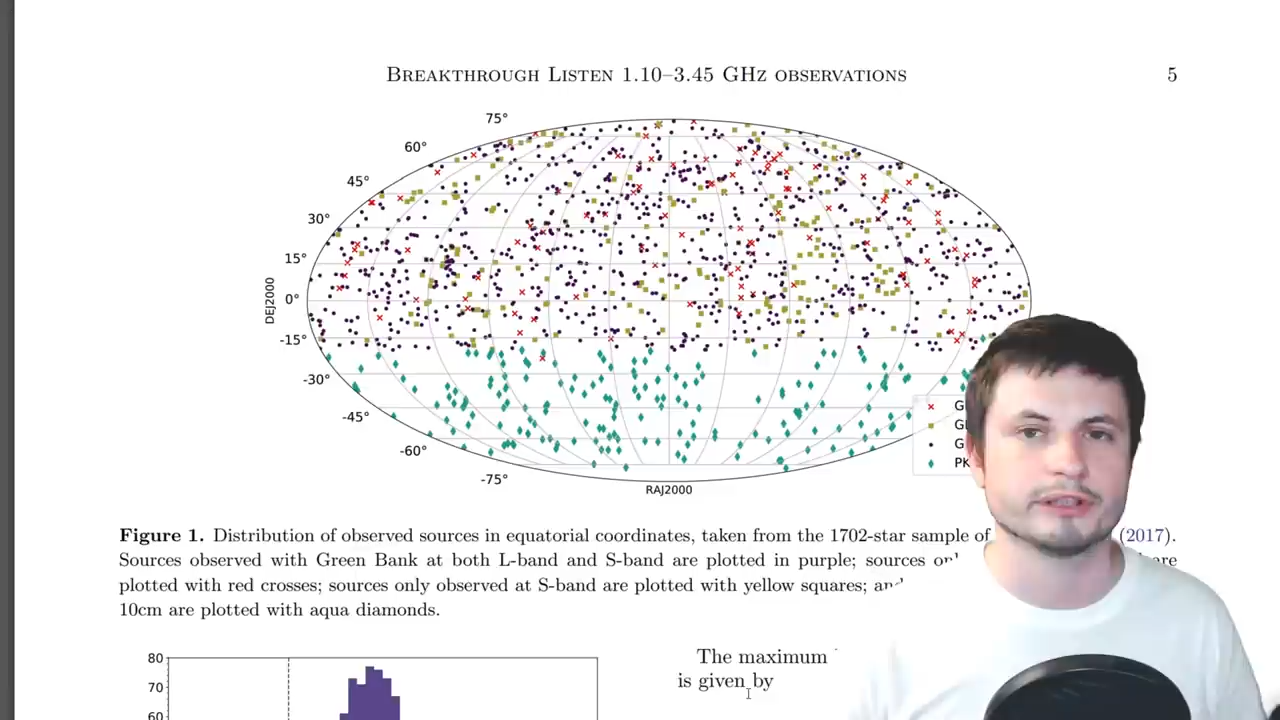 BREAKTHROUGH LISTEN 1.10–3.45 GHZ OBSERVATIONS 5
75°
60°
45°
30°
15°
0°
-15°
-30°
-45°
-60°
-75°
DEJ2000
RAJ2000
G
G
G
PK
Figure 1. Distribution of observed sources in equatorial coordinates, taken from the 1702-star sample of (2017).
Sources observed with Green Bank at both L-band and S-band are plotted in purple; sources are
plotted with red crosses; sources only observed at S-band are plotted with yellow squares; and
10cm are plotted with aqua diamonds.
80
70
60
The maximum
is given by